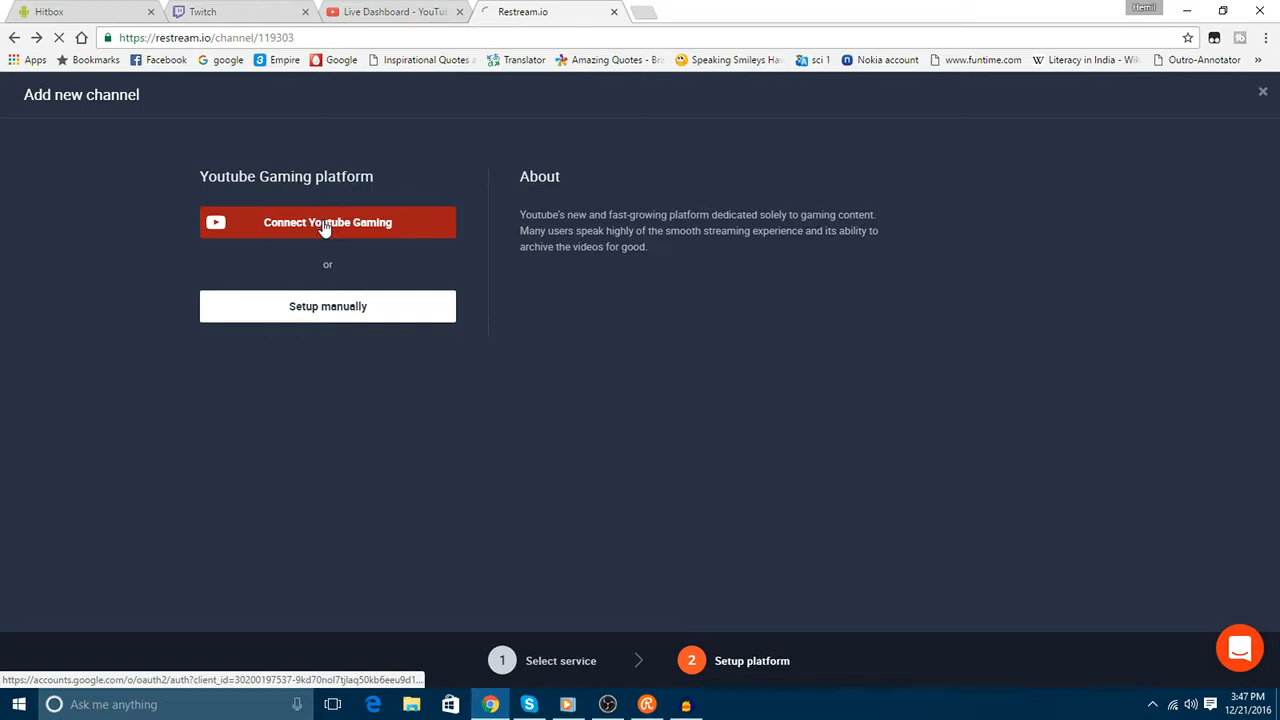 Hitbox
Twitch
Live Dashboard - YouTu
Restream.io
Hemil
https://restream.io/channel/119303
Apps
Bookmarks
Facebook
google
Empire
Google
Inspirational Quotes a
Translator
Amazing Quotes - Bra
Speaking Smileys Hav
sci 1
Nokia account
www.funtime.com
Literacy in India - Wik
Outro-Annotator
Add new channel
Youtube Gaming platform
Connect Youtube Gaming
or
Setup manually
About
Youtube's new and fast-growing platform dedicated solely to gaming content.
Many users speak highly of the smooth streaming experience and its ability to
archive the videos for good.
1 Select service
2 Setup platform
https://accounts.google.com/o/oauth2/auth?client_id=30200197537-9kd70nol7tjlaq50kb6eeu9d1...
Ask me anything
3:47 PM
12/21/2016